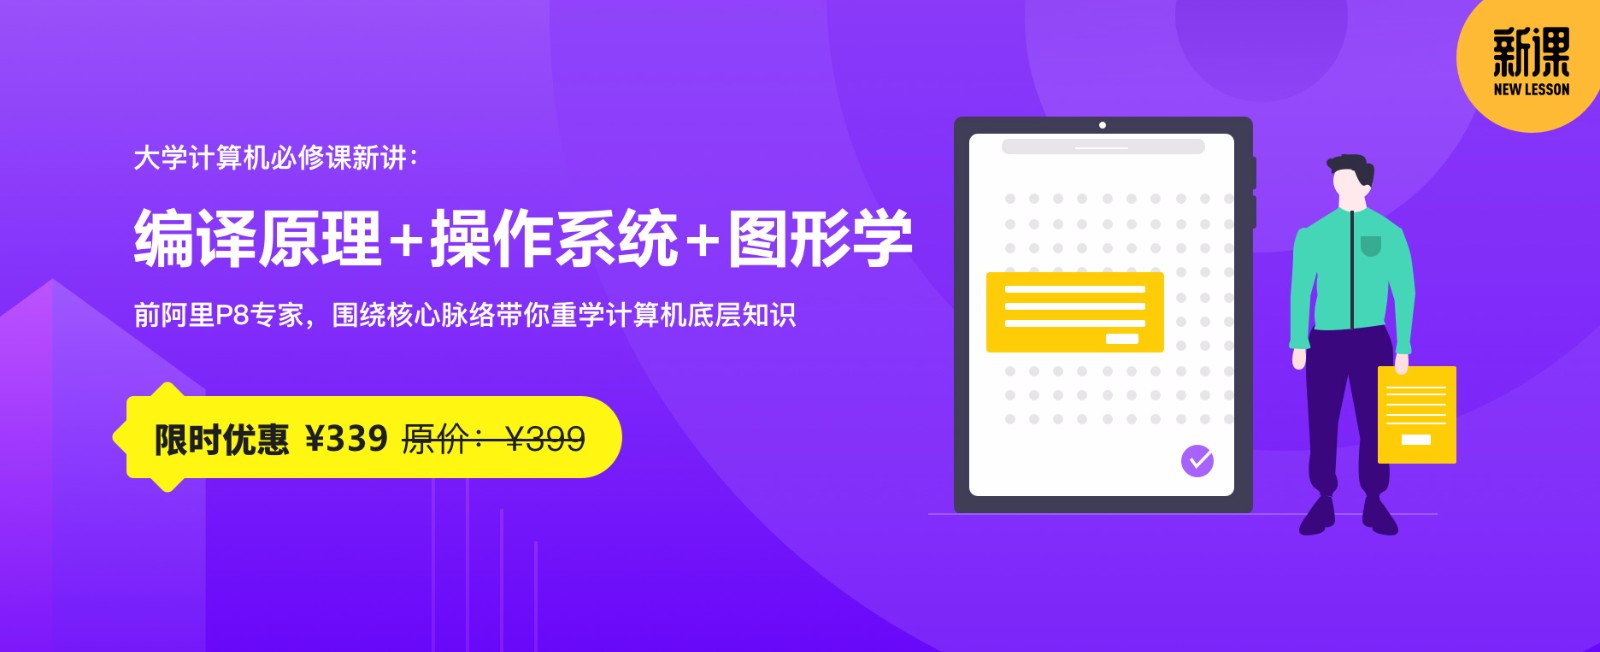 新课
NEW LESSON
大学计算机必修课新讲：
编译原理+操作系统+图形学
前阿里P8专家，围绕核心脉络带你重学计算机底层知识
限时优惠 ¥339 原价：¥399